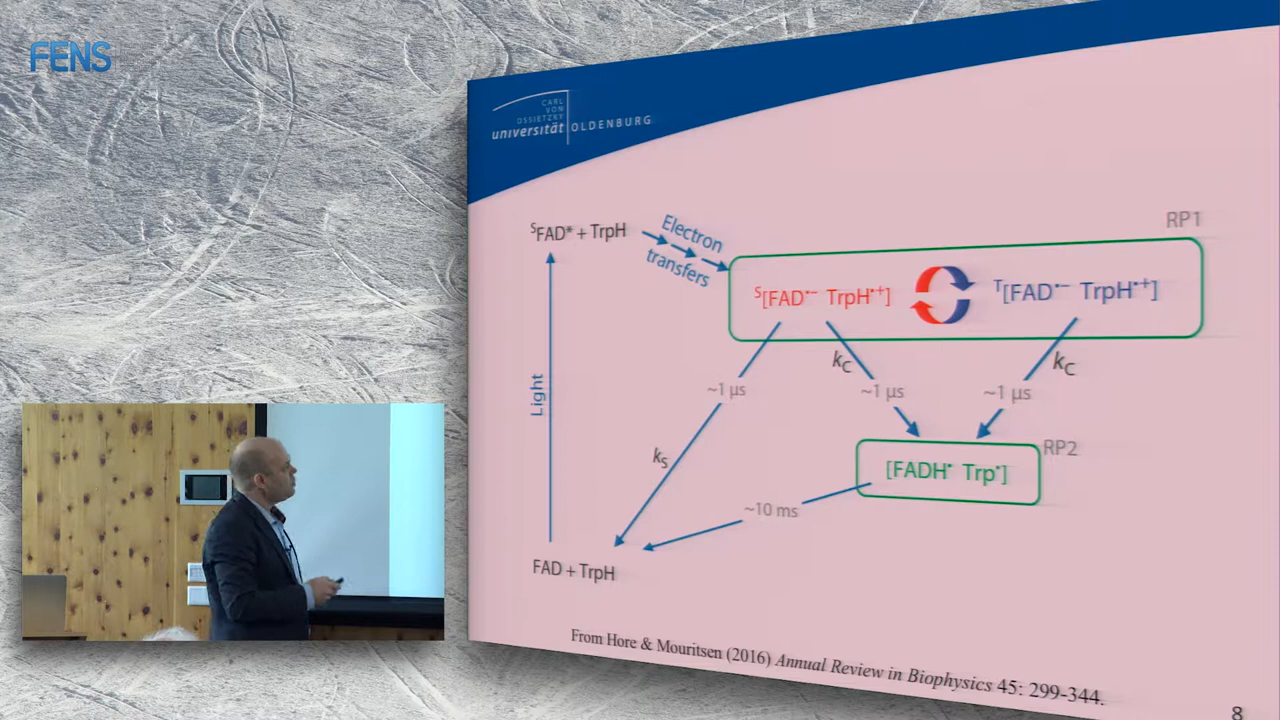 FENS
CARL
VON
OSSIETZKY
universität OLDENBURG
RP1
ˢFAD* + TrpH
Electron
transfers
ˢ[FAD•− TrpH•+]
ᵀ[FAD•− TrpH•+]
Light
kC
kC
~1 µs
~1 µs
~1 µs
kS
RP2
[FADH• Trp•]
~10 ms
FAD + TrpH
From Hore & Mouritsen (2016) Annual Review in Biophysics 45: 299-344.
8